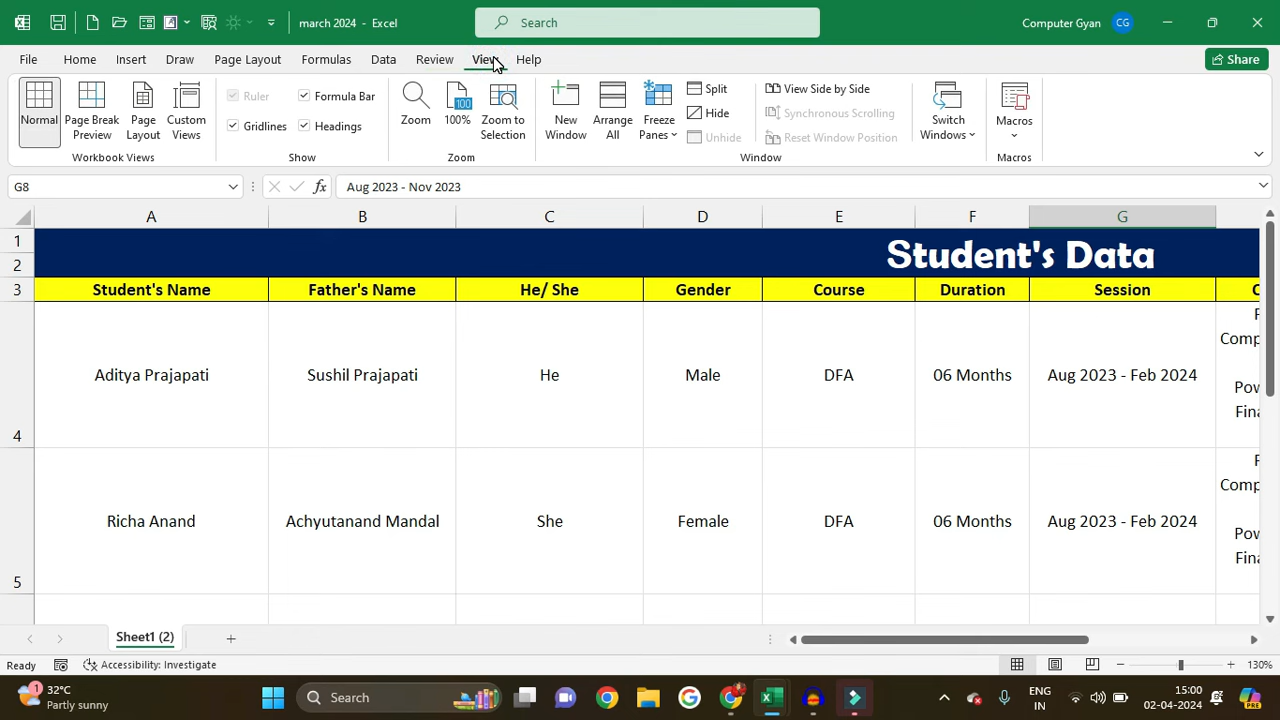 march 2024 - Excel
Search
Computer Gyan
CG
File Home Insert Draw Page Layout Formulas Data Review View Help
Share
Normal
Page Break Preview
Page Layout
Custom Views
Workbook Views
Ruler
Formula Bar
Gridlines
Headings
Show
Zoom
100
100%
Zoom to Selection
Zoom
New Window
Arrange All
Freeze Panes
Split
Hide
Unhide
View Side by Side
Synchronous Scrolling
Reset Window Position
Window
Switch Windows
Macros
Macros
G8
fx
Aug 2023 - Nov 2023
A B C D E F G
1
Student's Data
2
3 Student's Name Father's Name He/ She Gender Course Duration Session
4 Aditya Prajapati Sushil Prajapati He Male DFA 06 Months Aug 2023 - Feb 2024
5 Richa Anand Achyutanand Mandal She Female DFA 06 Months Aug 2023 - Feb 2024
Sheet1 (2)
Ready
Accessibility: Investigate
130%
1
32°C
Partly sunny
Search
ENG
IN
15:00
02-04-2024
PRE